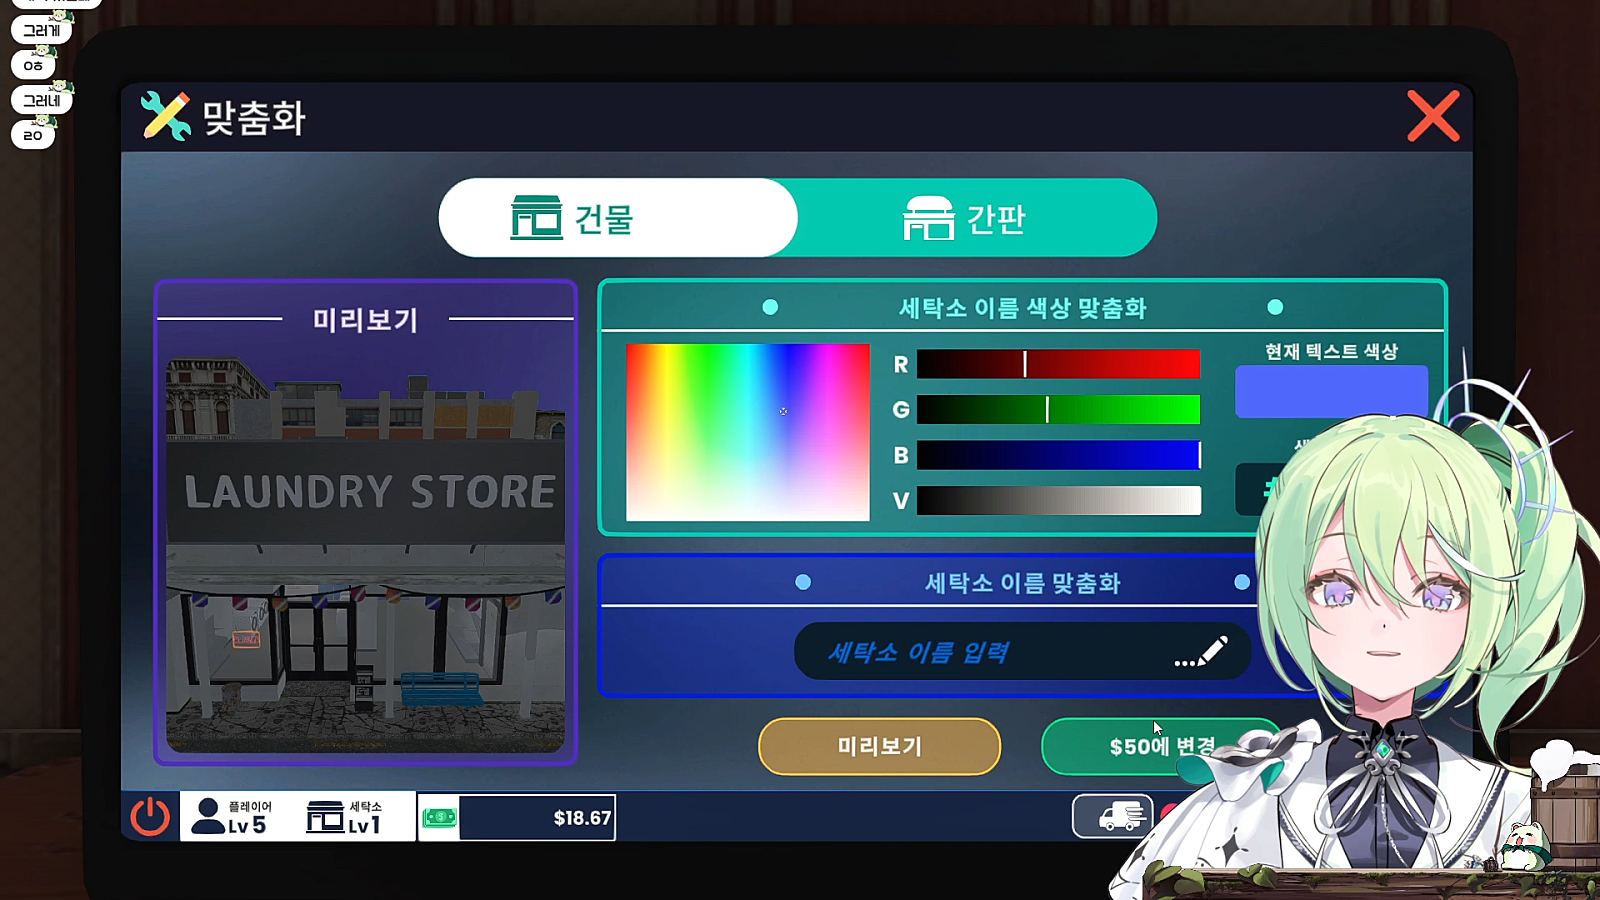 그러게
ㅇㅎ
그러네
ㄹㅇ
맞춤화
건물
간판
미리보기
LAUNDRY STORE
세탁소 이름 색상 맞춤화
R
G
B
V
현재 텍스트 색상
세탁소 이름 맞춤화
세탁소 이름 입력
미리보기
$50에 변경
플레이어
Lv 5
세탁소
Lv 1
$18.67